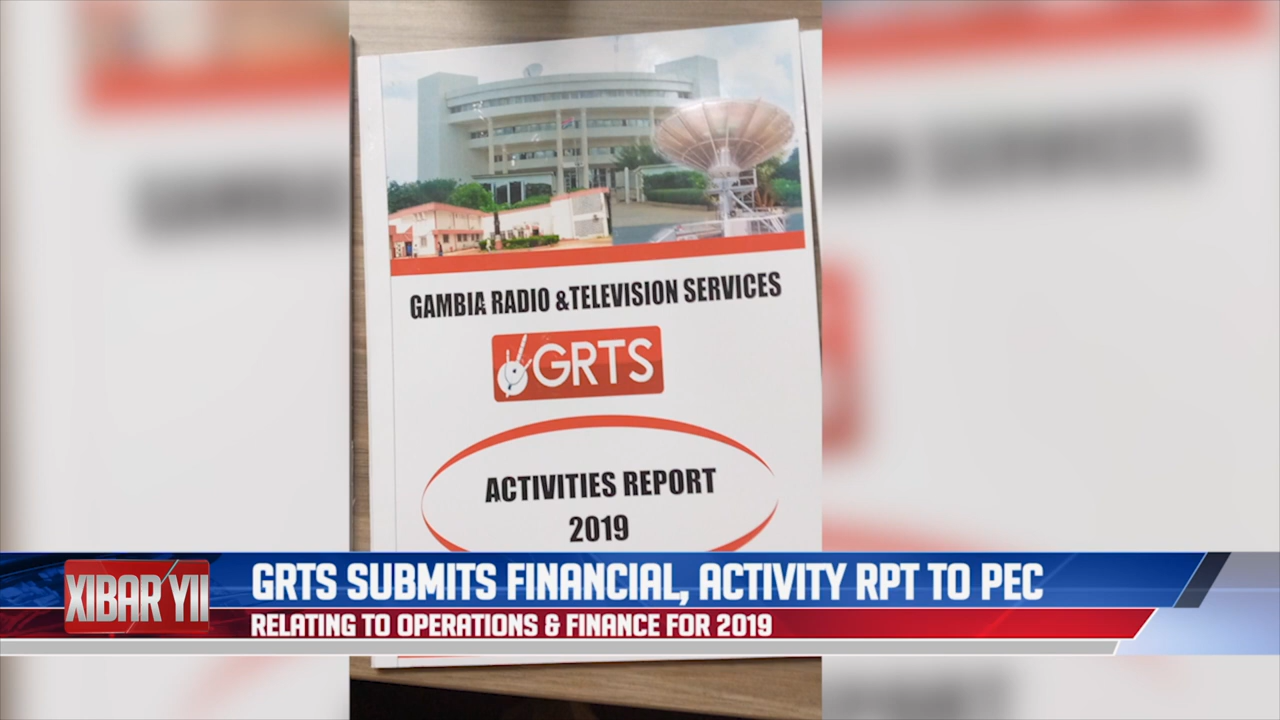 GAMBIA RADIO &TELEVISION SERVICES
GRTS
ACTIVITIES REPORT
2019
XIBAR YII
GRTS SUBMITS FINANCIAL, ACTIVITY RPT TO PEC
RELATING TO OPERATIONS & FINANCE FOR 2019